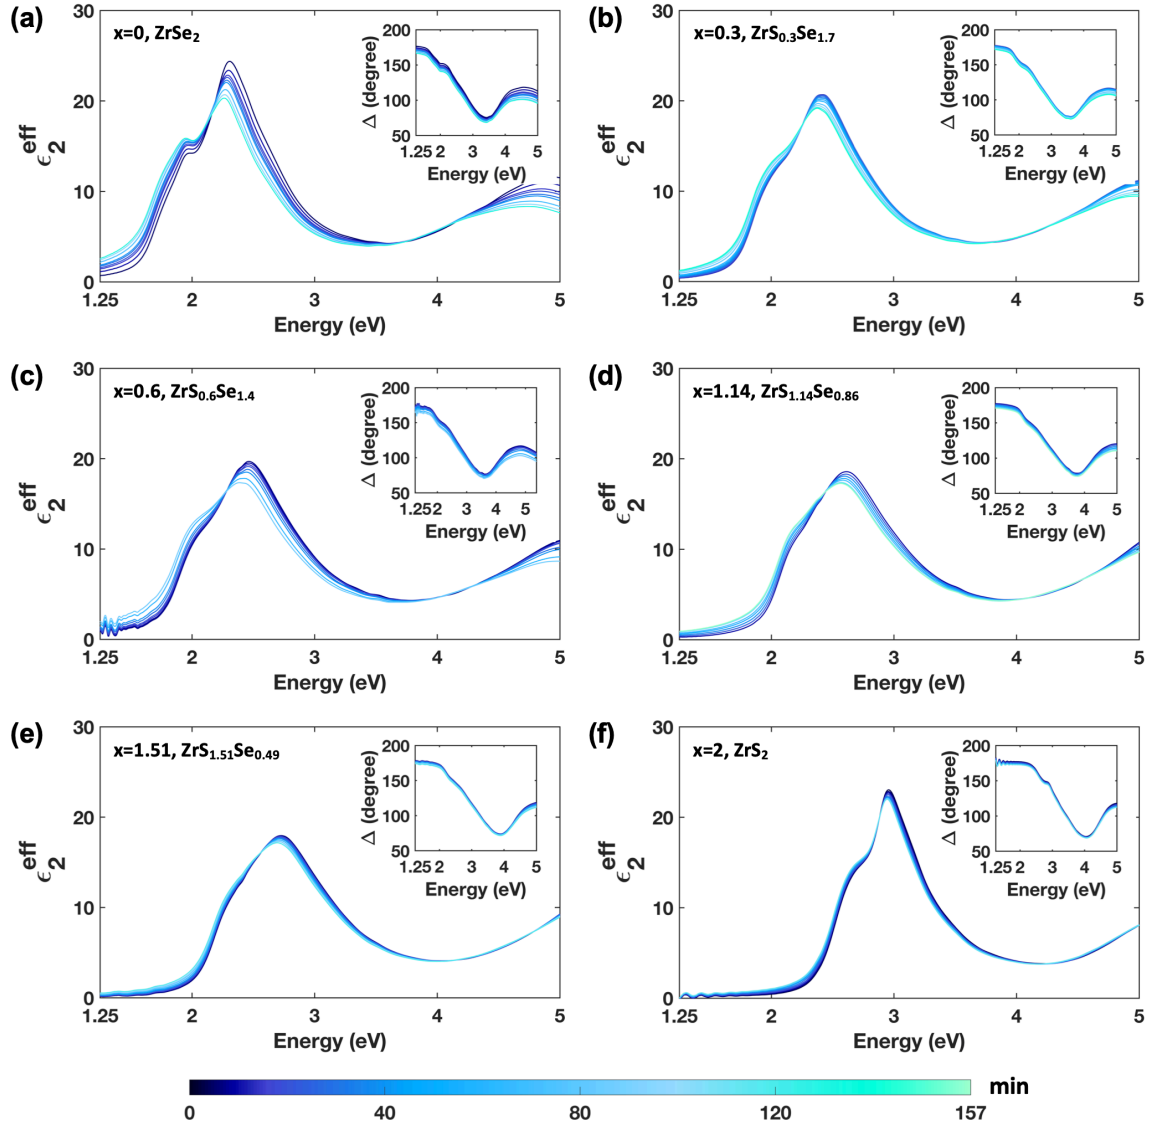 (a)
x=0, ZrSe2
30
20
10
0
1.25 2 3 4 5
Energy (eV)
ϵ2eff
200
150
100
50
1.25 2 3 4 5
Energy (eV)
Δ (degree)
(b)
x=0.3, ZrS0.3Se1.7
30
20
10
0
1.25 2 3 4 5
Energy (eV)
ϵ2eff
200
150
100
50
1.25 2 3 4 5
Energy (eV)
Δ (degree)
(c)
x=0.6, ZrS0.6Se1.4
30
20
10
0
1.25 2 3 4 5
Energy (eV)
ϵ2eff
200
150
100
50
1.25 2 3 4 5
Energy (eV)
Δ (degree)
(d)
x=1.14, ZrS1.14Se0.86
30
20
10
0
1.25 2 3 4 5
Energy (eV)
ϵ2eff
200
150
100
50
1.25 2 3 4 5
Energy (eV)
Δ (degree)
(e)
x=1.51, ZrS1.51Se0.49
30
20
10
0
1.25 2 3 4 5
Energy (eV)
ϵ2eff
200
150
100
50
1.25 2 3 4 5
Energy (eV)
Δ (degree)
(f)
x=2, ZrS2
30
20
10
0
1.25 2 3 4 5
Energy (eV)
ϵ2eff
200
150
100
50
1.25 2 3 4 5
Energy (eV)
Δ (degree)
min
0 40 80 120 157